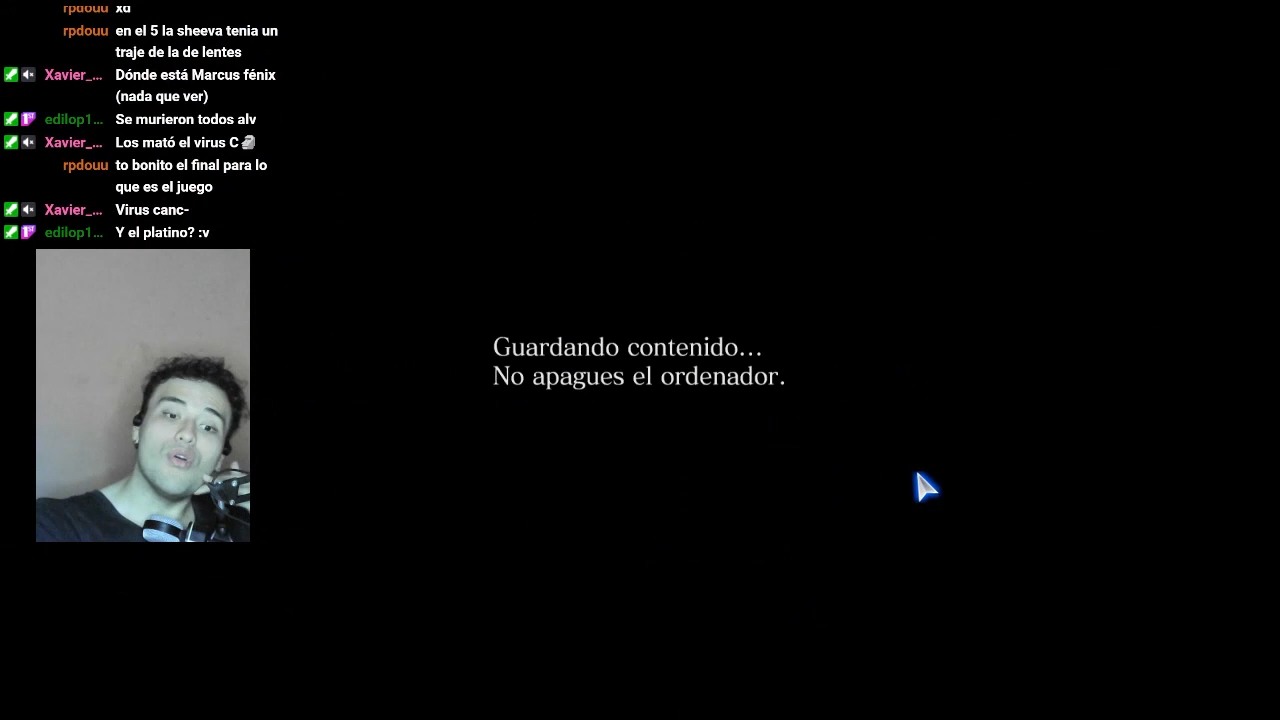 rpdouu xd
rpdouu en el 5 la sheeva tenia un
traje de la de lentes
Xavier_... Dónde está Marcus fénix
(nada que ver)
edilop1... Se murieron todos alv
Xavier_... Los mató el virus C🗿
rpdouu to bonito el final para lo
que es el juego
Xavier_... Virus canc-
edilop1... Y el platino? :v
Guardando contenido...
No apagues el ordenador.